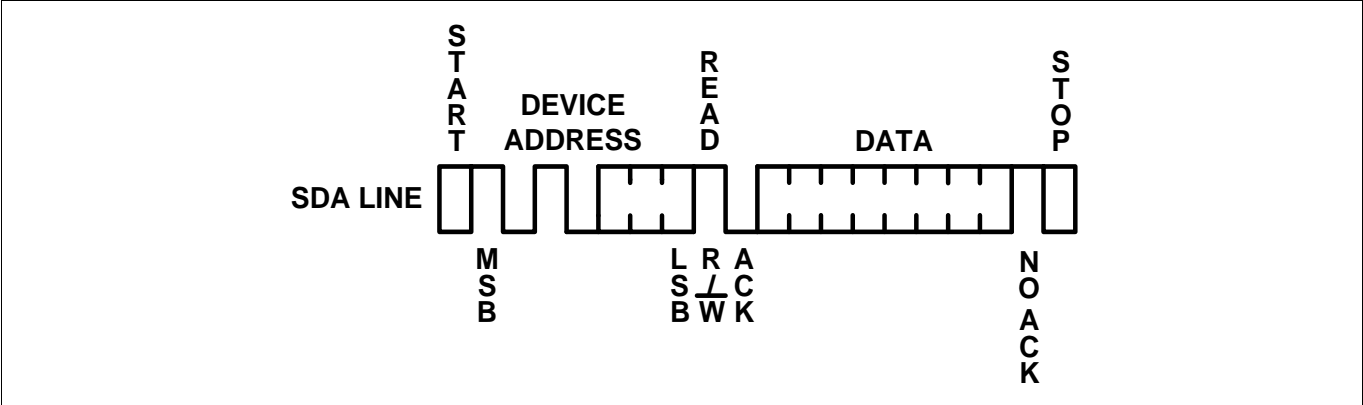 START
DEVICE
ADDRESS
READ
DATA
STOP
SDA LINE
MSB
LSB
R/W
ACK
NO ACK